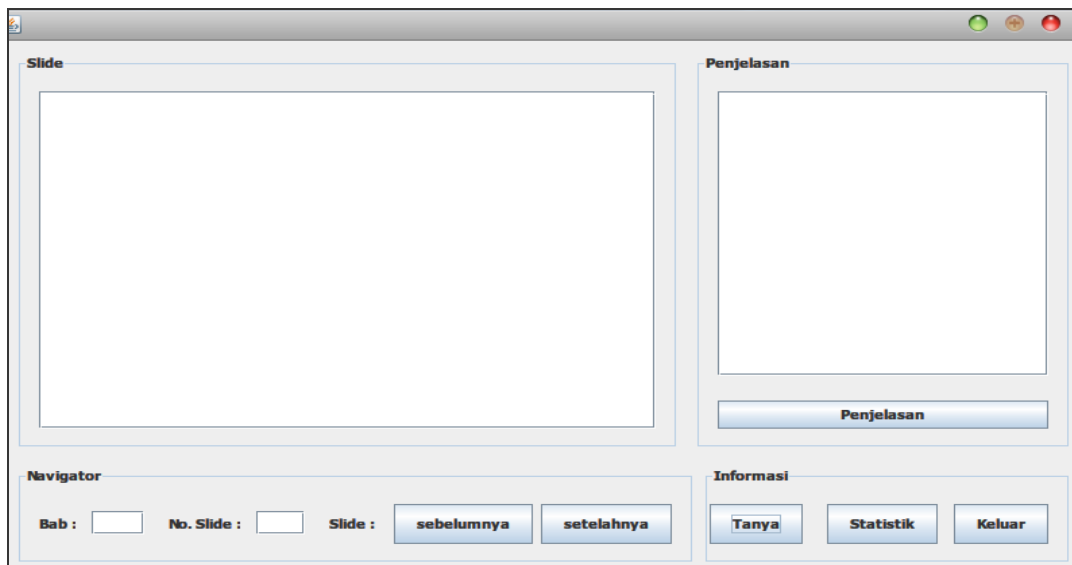 Slide
Penjelasan
Penjelasan
Navigator
Bab :
No. Slide :
Slide :
sebelumnya
setelahnya
Informasi
Tanya
Statistik
Keluar